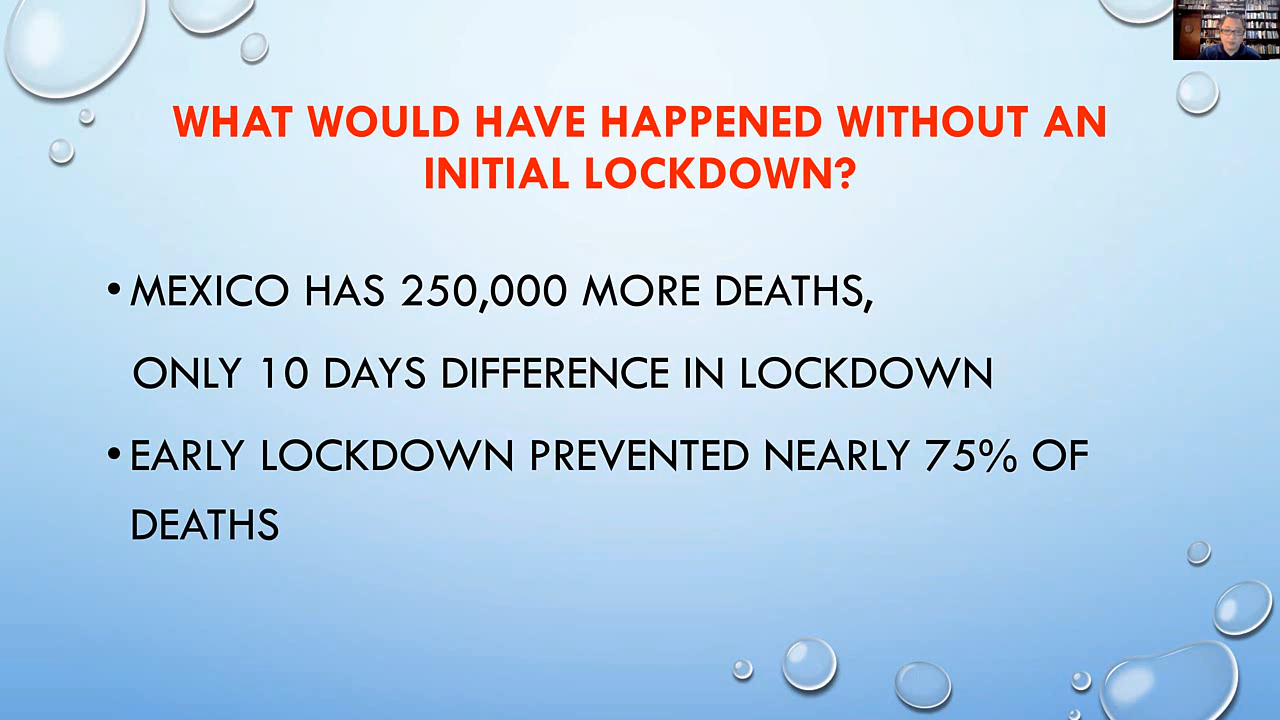 WHAT WOULD HAVE HAPPENED WITHOUT AN
INITIAL LOCKDOWN?
• MEXICO HAS 250,000 MORE DEATHS,
ONLY 10 DAYS DIFFERENCE IN LOCKDOWN
• EARLY LOCKDOWN PREVENTED NEARLY 75% OF
DEATHS